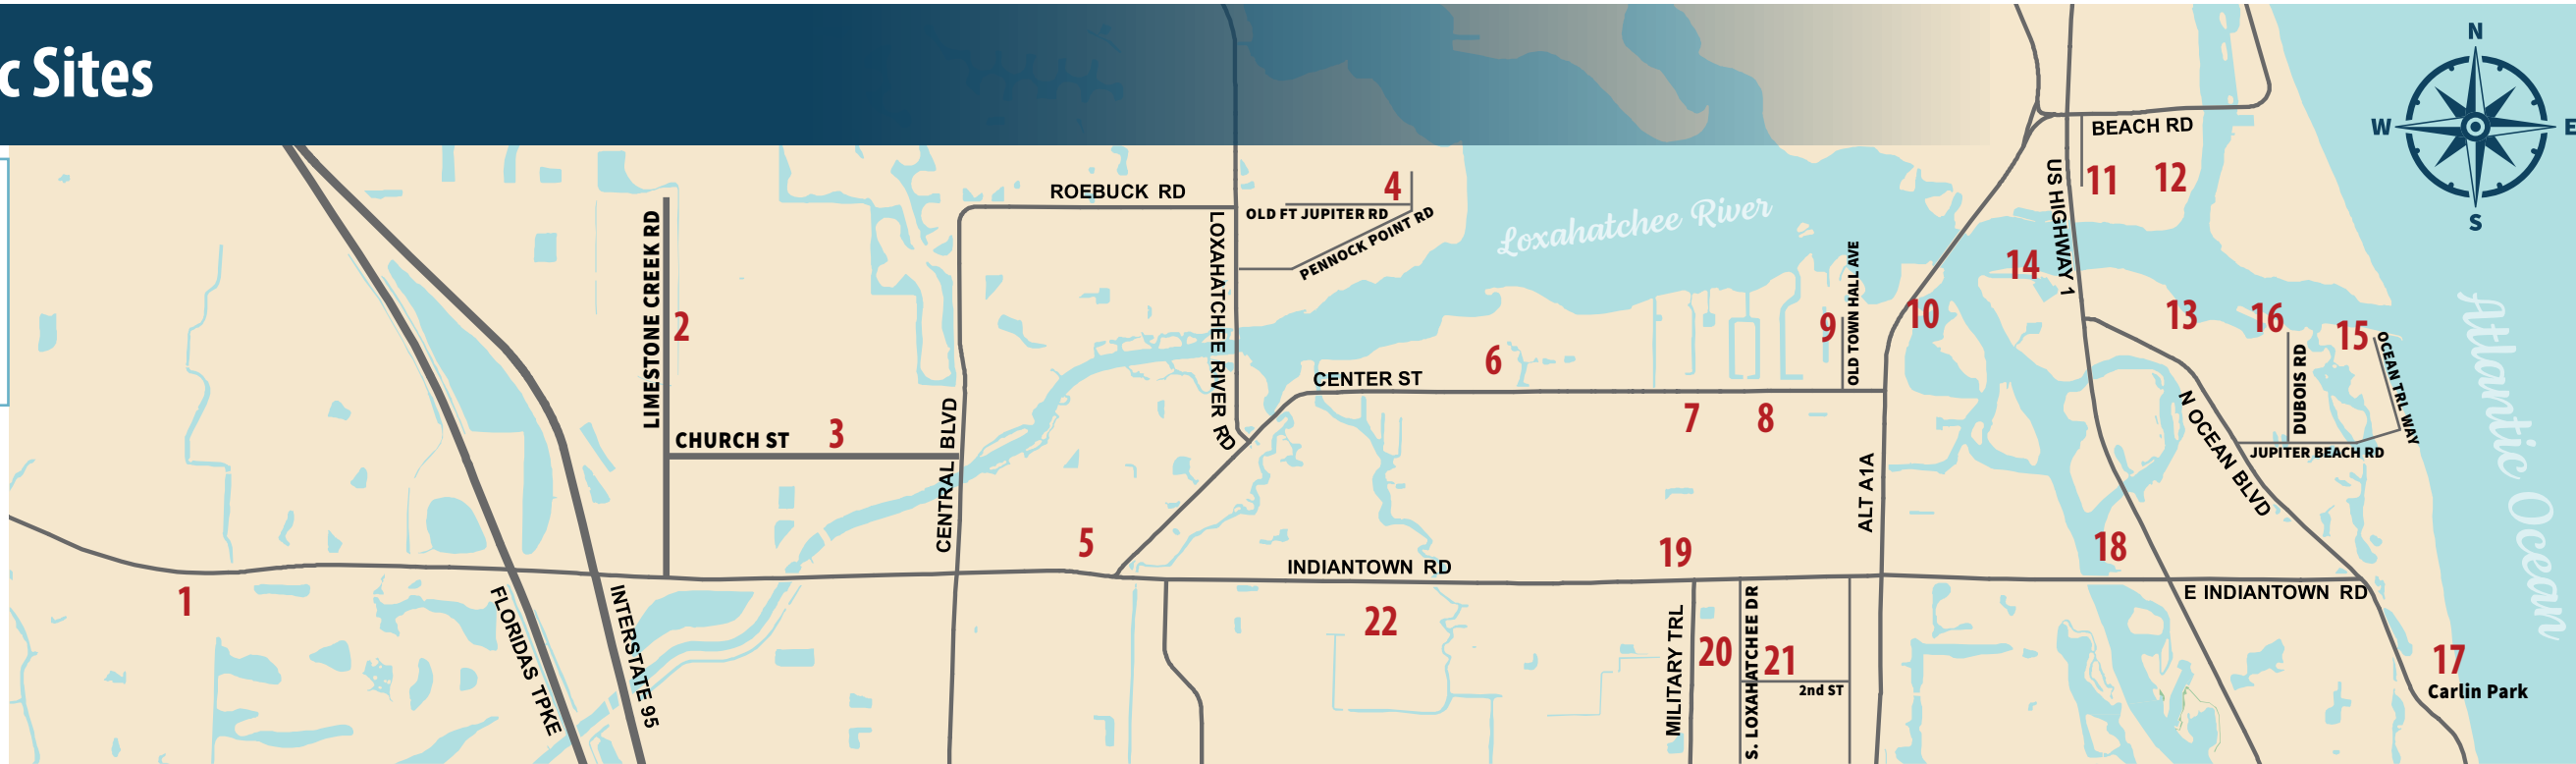 c Sites
N
W
E
S
BEACH RD
ROEBUCK RD
4
11
12
OLD FT JUPITER RD
PENNOCK POINT RD
Loxahatchee River
US HIGHWAY 1
LIMESTONE CREEK RD
2
LOXAHATCHEE RIVER RD
OLD TOWN HALL AVE
14
9
10
13
16
15
Atlantic Ocean
6
CENTER ST
DUBOIS RD
OCEAN TRL WAY
7
8
N OCEAN BLVD
CHURCH ST
3
CENTRAL BLVD
JUPITER BEACH RD
ALT A1A
5
19
18
INDIANTOWN RD
E INDIANTOWN RD
1
FLORIDAS TPKE
INTERSTATE 95
22
MILITARY TRL
20
S. LOXAHATCHEE DR
21
2nd ST
17
Carlin Park